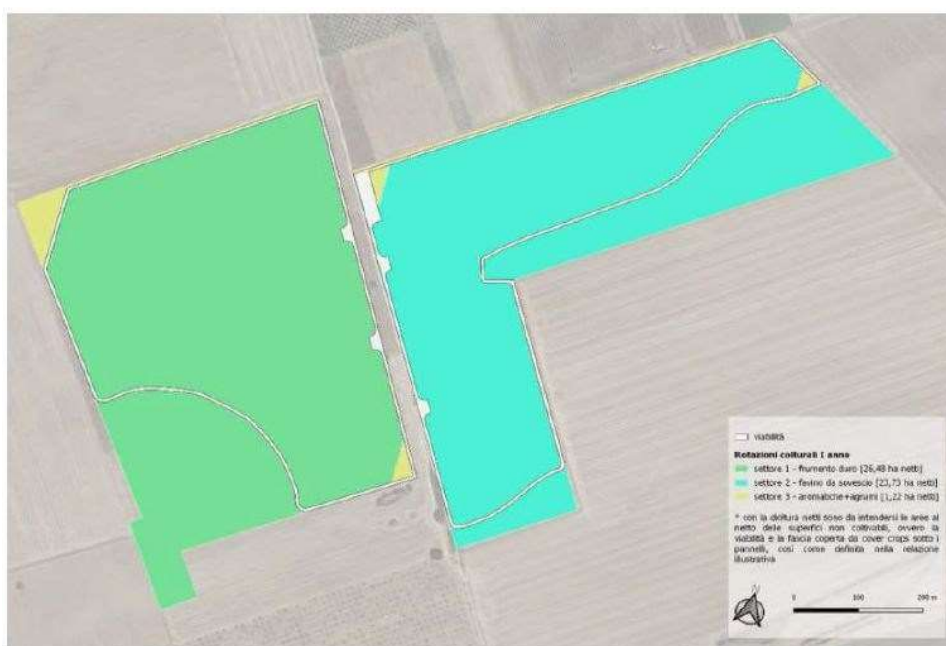 viabilità
Rotazioni colturali I anno
settore 1 - frumento duro [26,48 ha netti]
settore 2 - favino da sovescio [23,73 ha netti]
settore 3 - aromatiche+agrumi [1,22 ha netti]
* con la dicitura netti sono da intendersi le aree al
netto delle superfici non coltivabili, ovvero la
viabilità e la fascia coperta da cover crops sotto i
pannelli, così come definita nella relazione
illustrativa
0 100 200 m